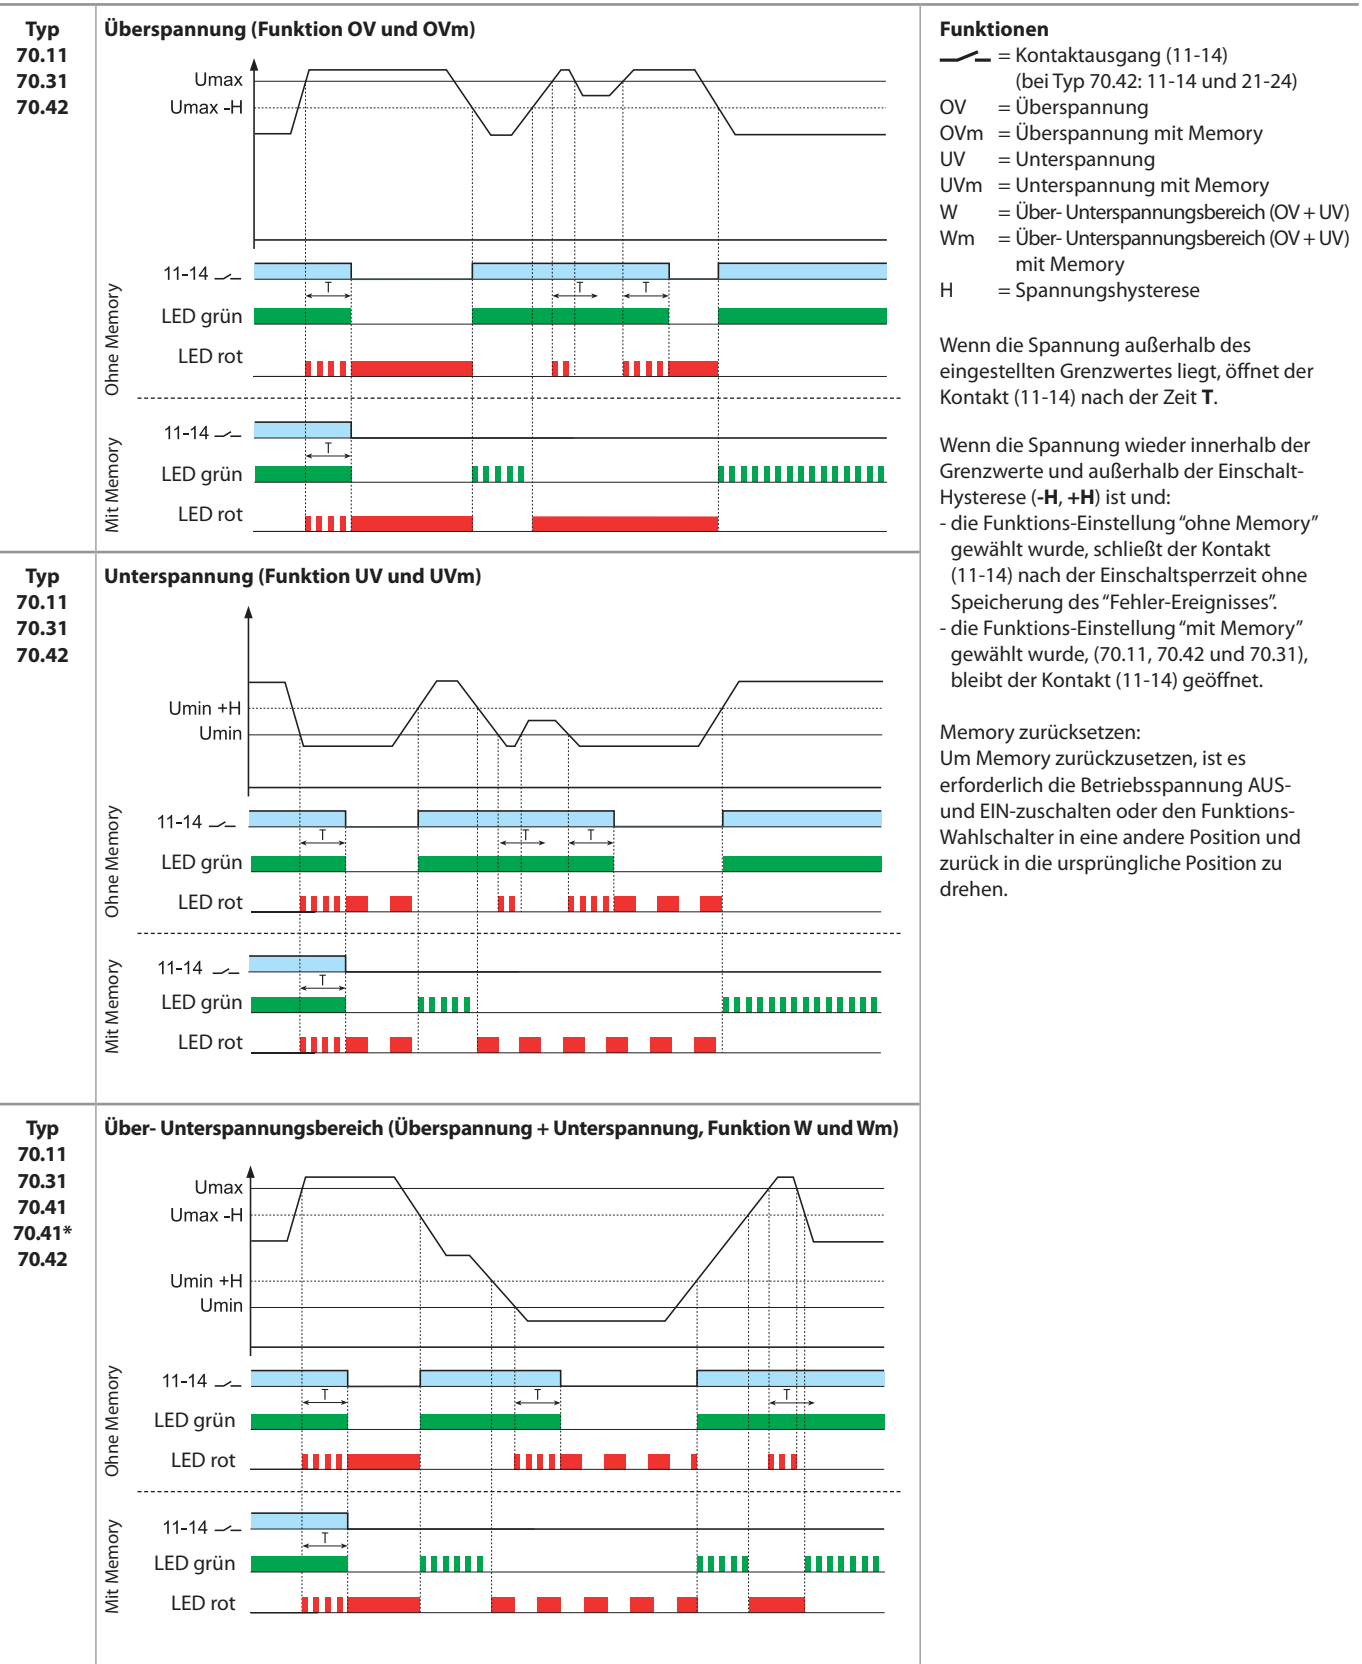 Typ
70.11
70.31
70.42
Überspannung (Funktion OV und OVm)
Umax
Umax -H
Ohne Memory
11-14
T
T
T
LED grün
LED rot
Mit Memory
11-14
T
LED grün
LED rot
Typ
70.11
70.31
70.42
Unterspannung (Funktion UV und UVm)
Umin +H
Umin
Ohne Memory
11-14
T
T
T
LED grün
LED rot
Mit Memory
11-14
T
LED grün
LED rot
Typ
70.11
70.31
70.41
70.41*
70.42
Über- Unterspannungsbereich (Überspannung + Unterspannung, Funktion W und Wm)
Umax
Umax -H
Umin +H
Umin
Ohne Memory
11-14
T
T
T
LED grün
LED rot
Mit Memory
11-14
T
LED grün
LED rot
Funktionen
= Kontaktausgang (11-14)
(bei Typ 70.42: 11-14 und 21-24)
OV = Überspannung
OVm = Überspannung mit Memory
UV = Unterspannung
UVm = Unterspannung mit Memory
W = Über- Unterspannungsbereich (OV + UV)
Wm = Über- Unterspannungsbereich (OV + UV)
mit Memory
H = Spannungshysterese
Wenn die Spannung außerhalb des
eingestellten Grenzwertes liegt, öffnet der
Kontakt (11-14) nach der Zeit T.
Wenn die Spannung wieder innerhalb der
Grenzwerte und außerhalb der Einschalt-
Hysterese (-H, +H) ist und:
- die Funktions-Einstellung “ohne Memory”
gewählt wurde, schließt der Kontakt
(11-14) nach der Einschaltsperrzeit ohne
Speicherung des “Fehler-Ereignisses”.
- die Funktions-Einstellung “mit Memory”
gewählt wurde, (70.11, 70.42 und 70.31),
bleibt der Kontakt (11-14) geöffnet.
Memory zurücksetzen:
Um Memory zurückzusetzen, ist es
erforderlich die Betriebsspannung AUS-
und EIN-zuschalten oder den Funktions-
Wahlschalter in eine andere Position und
zurück in die ursprüngliche Position zu
drehen.